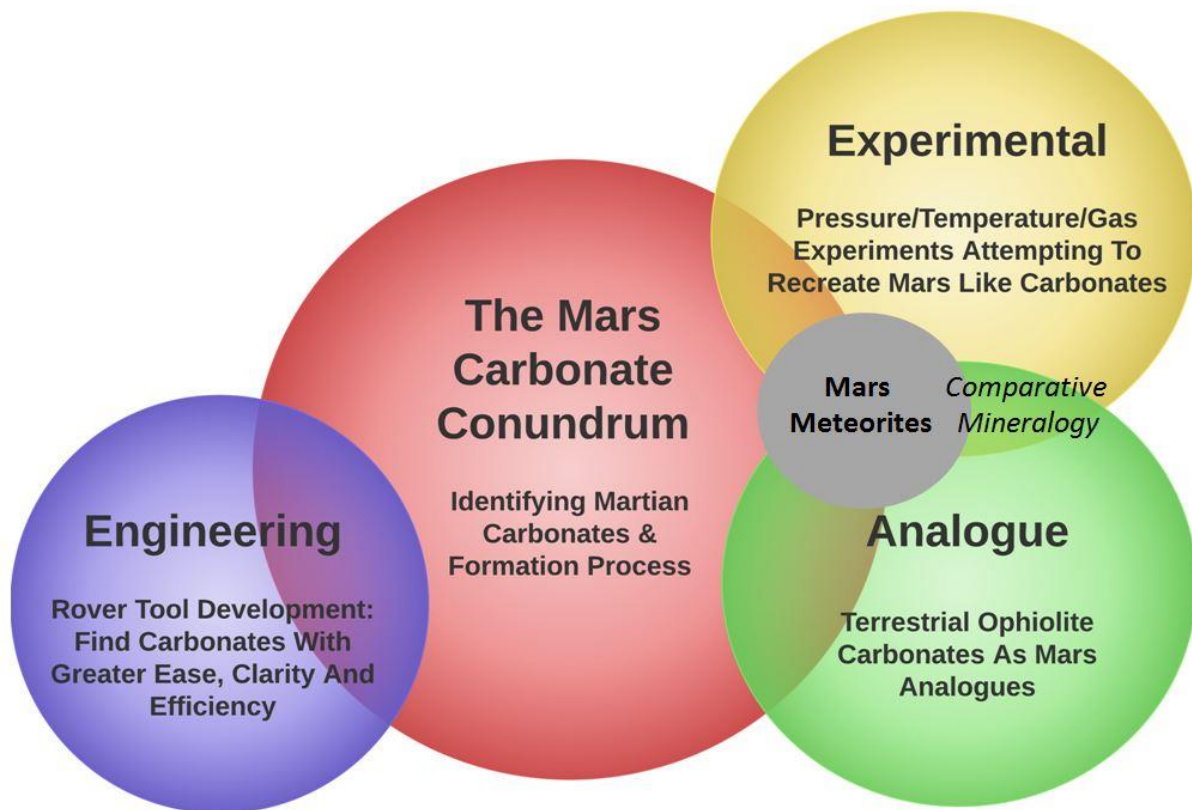 Experimental
Pressure/Temperature/Gas
Experiments Attempting To
Recreate Mars Like Carbonates
The Mars
Carbonate
Conundrum
Identifying Martian
Carbonates &
Formation Process
Mars
Meteorites
Comparative
Mineralogy
Engineering
Rover Tool Development:
Find Carbonates With
Greater Ease, Clarity And
Efficiency
Analogue
Terrestrial Ophiolite
Carbonates As Mars
Analogues